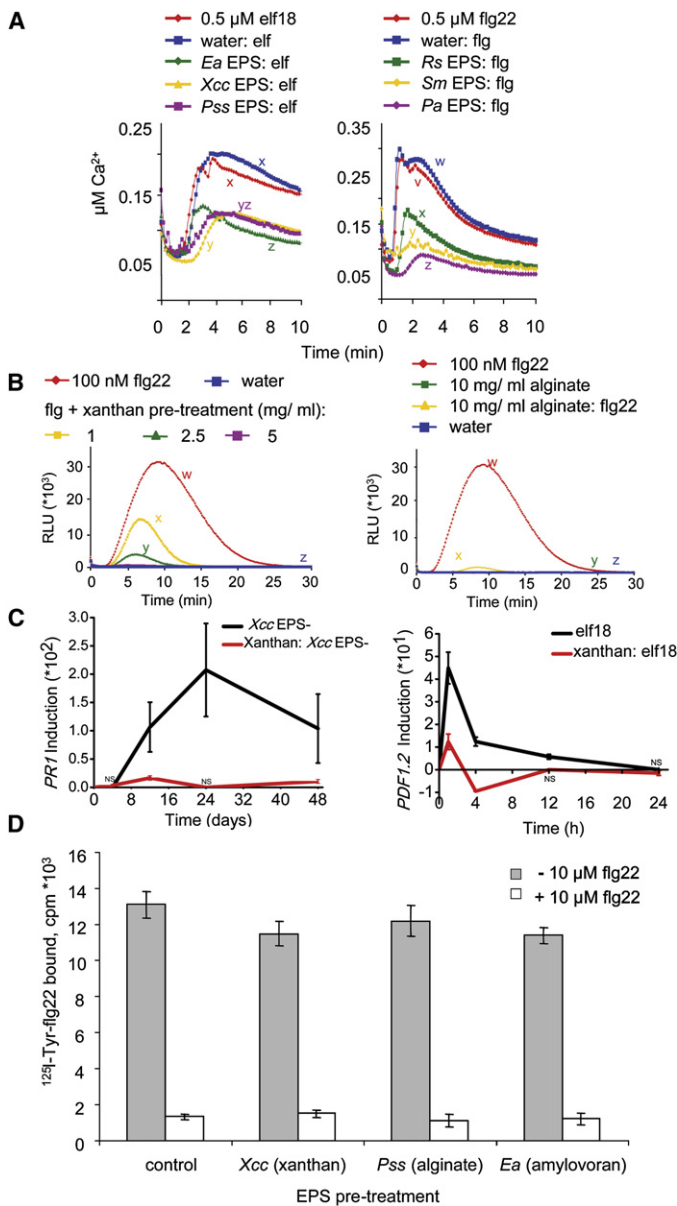 A
0.5 µM elf18
water: elf
Ea EPS: elf
Xcc EPS: elf
Pss EPS: elf
0.5 µM flg22
water: flg
Rs EPS: flg
Sm EPS: flg
Pa EPS: flg
µM Ca2+
0.25
0.15
0.05
x
x
yz
y
z
0 2 4 6 8 10
0.35
0.25
0.15
0.05
w
v
x
y
z
0 2 4 6 8 10
Time (min)
B
100 nM flg22 water
flg + xanthan pre-treatment (mg/ ml):
1 2.5 5
100 nM flg22
10 mg/ ml alginate
10 mg/ ml alginate: flg22
water
RLU (*10³)
30
20
10
0
w
x
y
z
0 5 10 15 20 25 30
Time (min)
RLU (*10³)
30
20
10
0
w
x
y
z
0 5 10 15 20 25 30
Time (min)
C
Xcc EPS-
Xanthan: Xcc EPS-
PR1 Induction (*10²)
3.0
2.5
2.0
1.5
1.0
0.5
0
NS
NS
0 8 16 24 32 40 48
Time (days)
elf18
xanthan: elf18
PDF1.2 Induction (*10¹)
6
5
4
3
2
1
0
-1
NS
NS
0 4 8 12 16 20 24
Time (h)
D
- 10 µM flg22
+ 10 µM flg22
¹²⁵I-Tyr-flg22 bound, cpm *10³
16
14
12
10
8
6
4
2
0
control Xcc (xanthan) Pss (alginate) Ea (amylovoran)
EPS pre-treatment